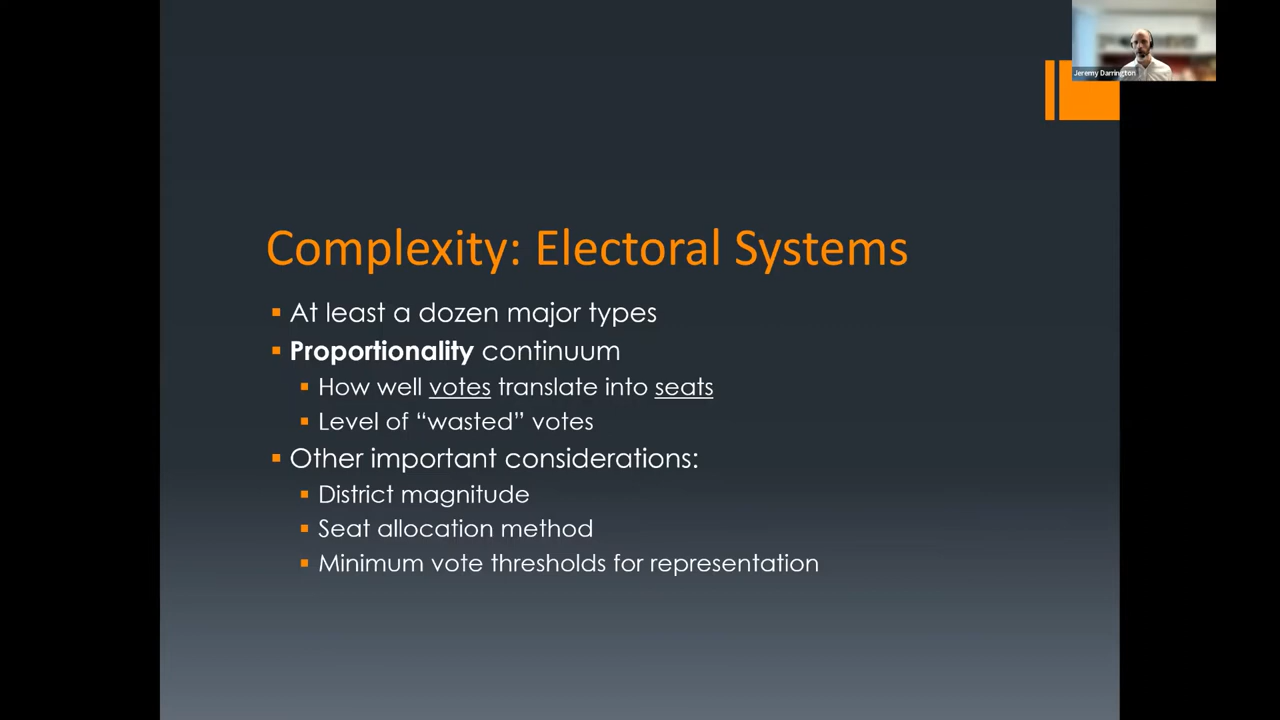 Jeremy Darrington
Complexity: Electoral Systems
At least a dozen major types
Proportionality continuum
How well votes translate into seats
Level of “wasted” votes
Other important considerations:
District magnitude
Seat allocation method
Minimum vote thresholds for representation